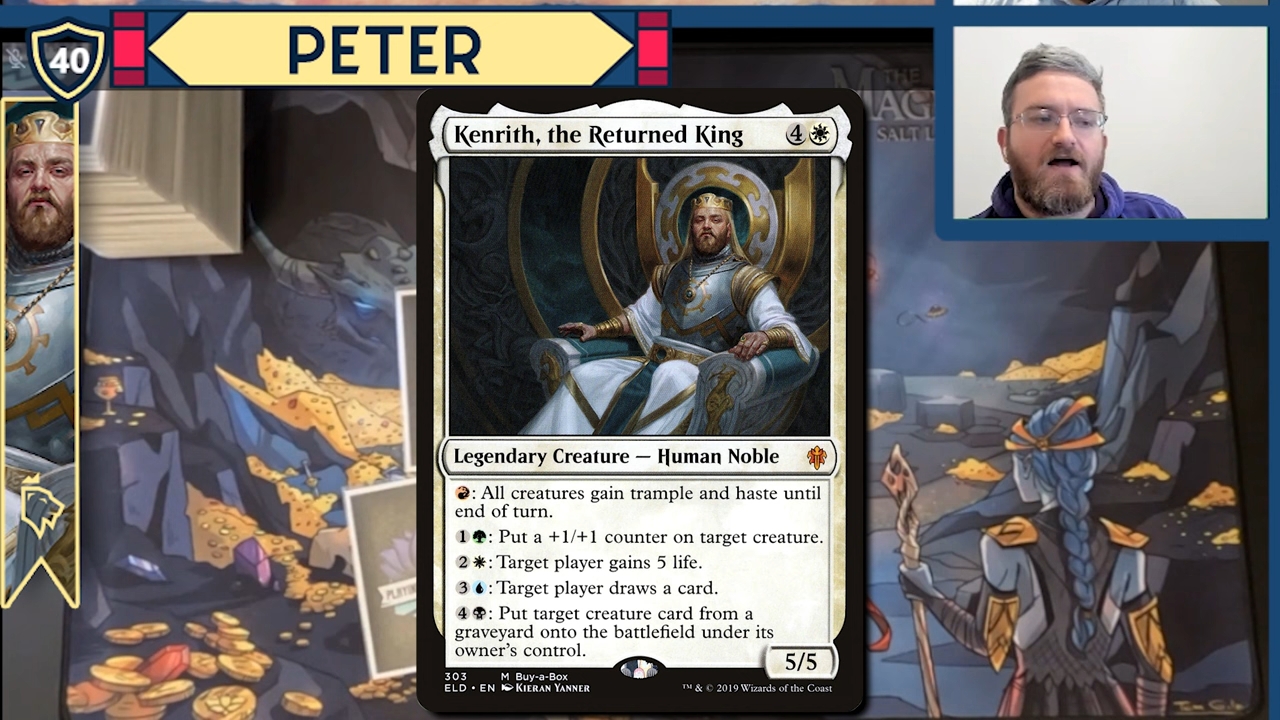 40
PETER
THE
MAG
SALT L
Kenrith, the Returned King 4
Legendary Creature — Human Noble
: All creatures gain trample and haste until
end of turn.
1 : Put a +1/+1 counter on target creature.
2 : Target player gains 5 life.
3 : Target player draws a card.
4 : Put target creature card from a
graveyard onto the battlefield under its
owner's control.
5/5
303 M Buy-a-Box
ELD • EN KIERAN YANNER
™ & © 2019 Wizards of the Coast